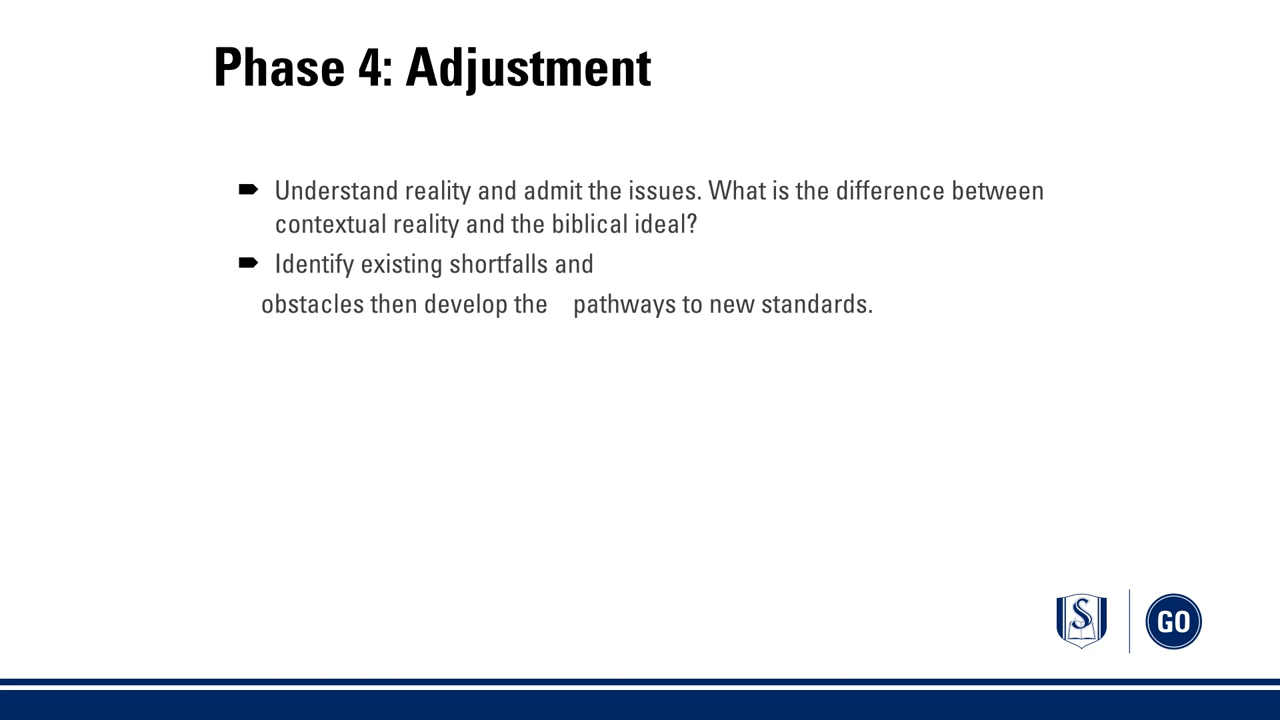 Phase 4: Adjustment
Understand reality and admit the issues. What is the difference between
contextual reality and the biblical ideal?
Identify existing shortfalls and
obstacles then develop the pathways to new standards.
S
GO